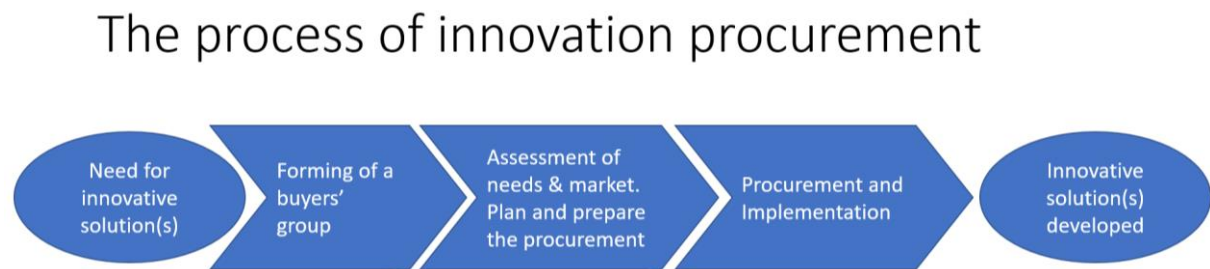 The process of innovation procurement
Need for
innovative
solution(s)
Forming of a
buyers'
group
Assessment of
needs & market.
Plan and prepare
the procurement
Procurement and
Implementation
Innovative
solution(s)
developed